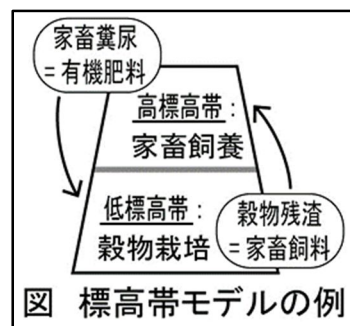 家畜糞尿
=有機肥料
高標高帯:
家畜飼養
低標高帯:
穀物栽培
穀物残渣
=家畜飼料
図 標高帯モデルの例